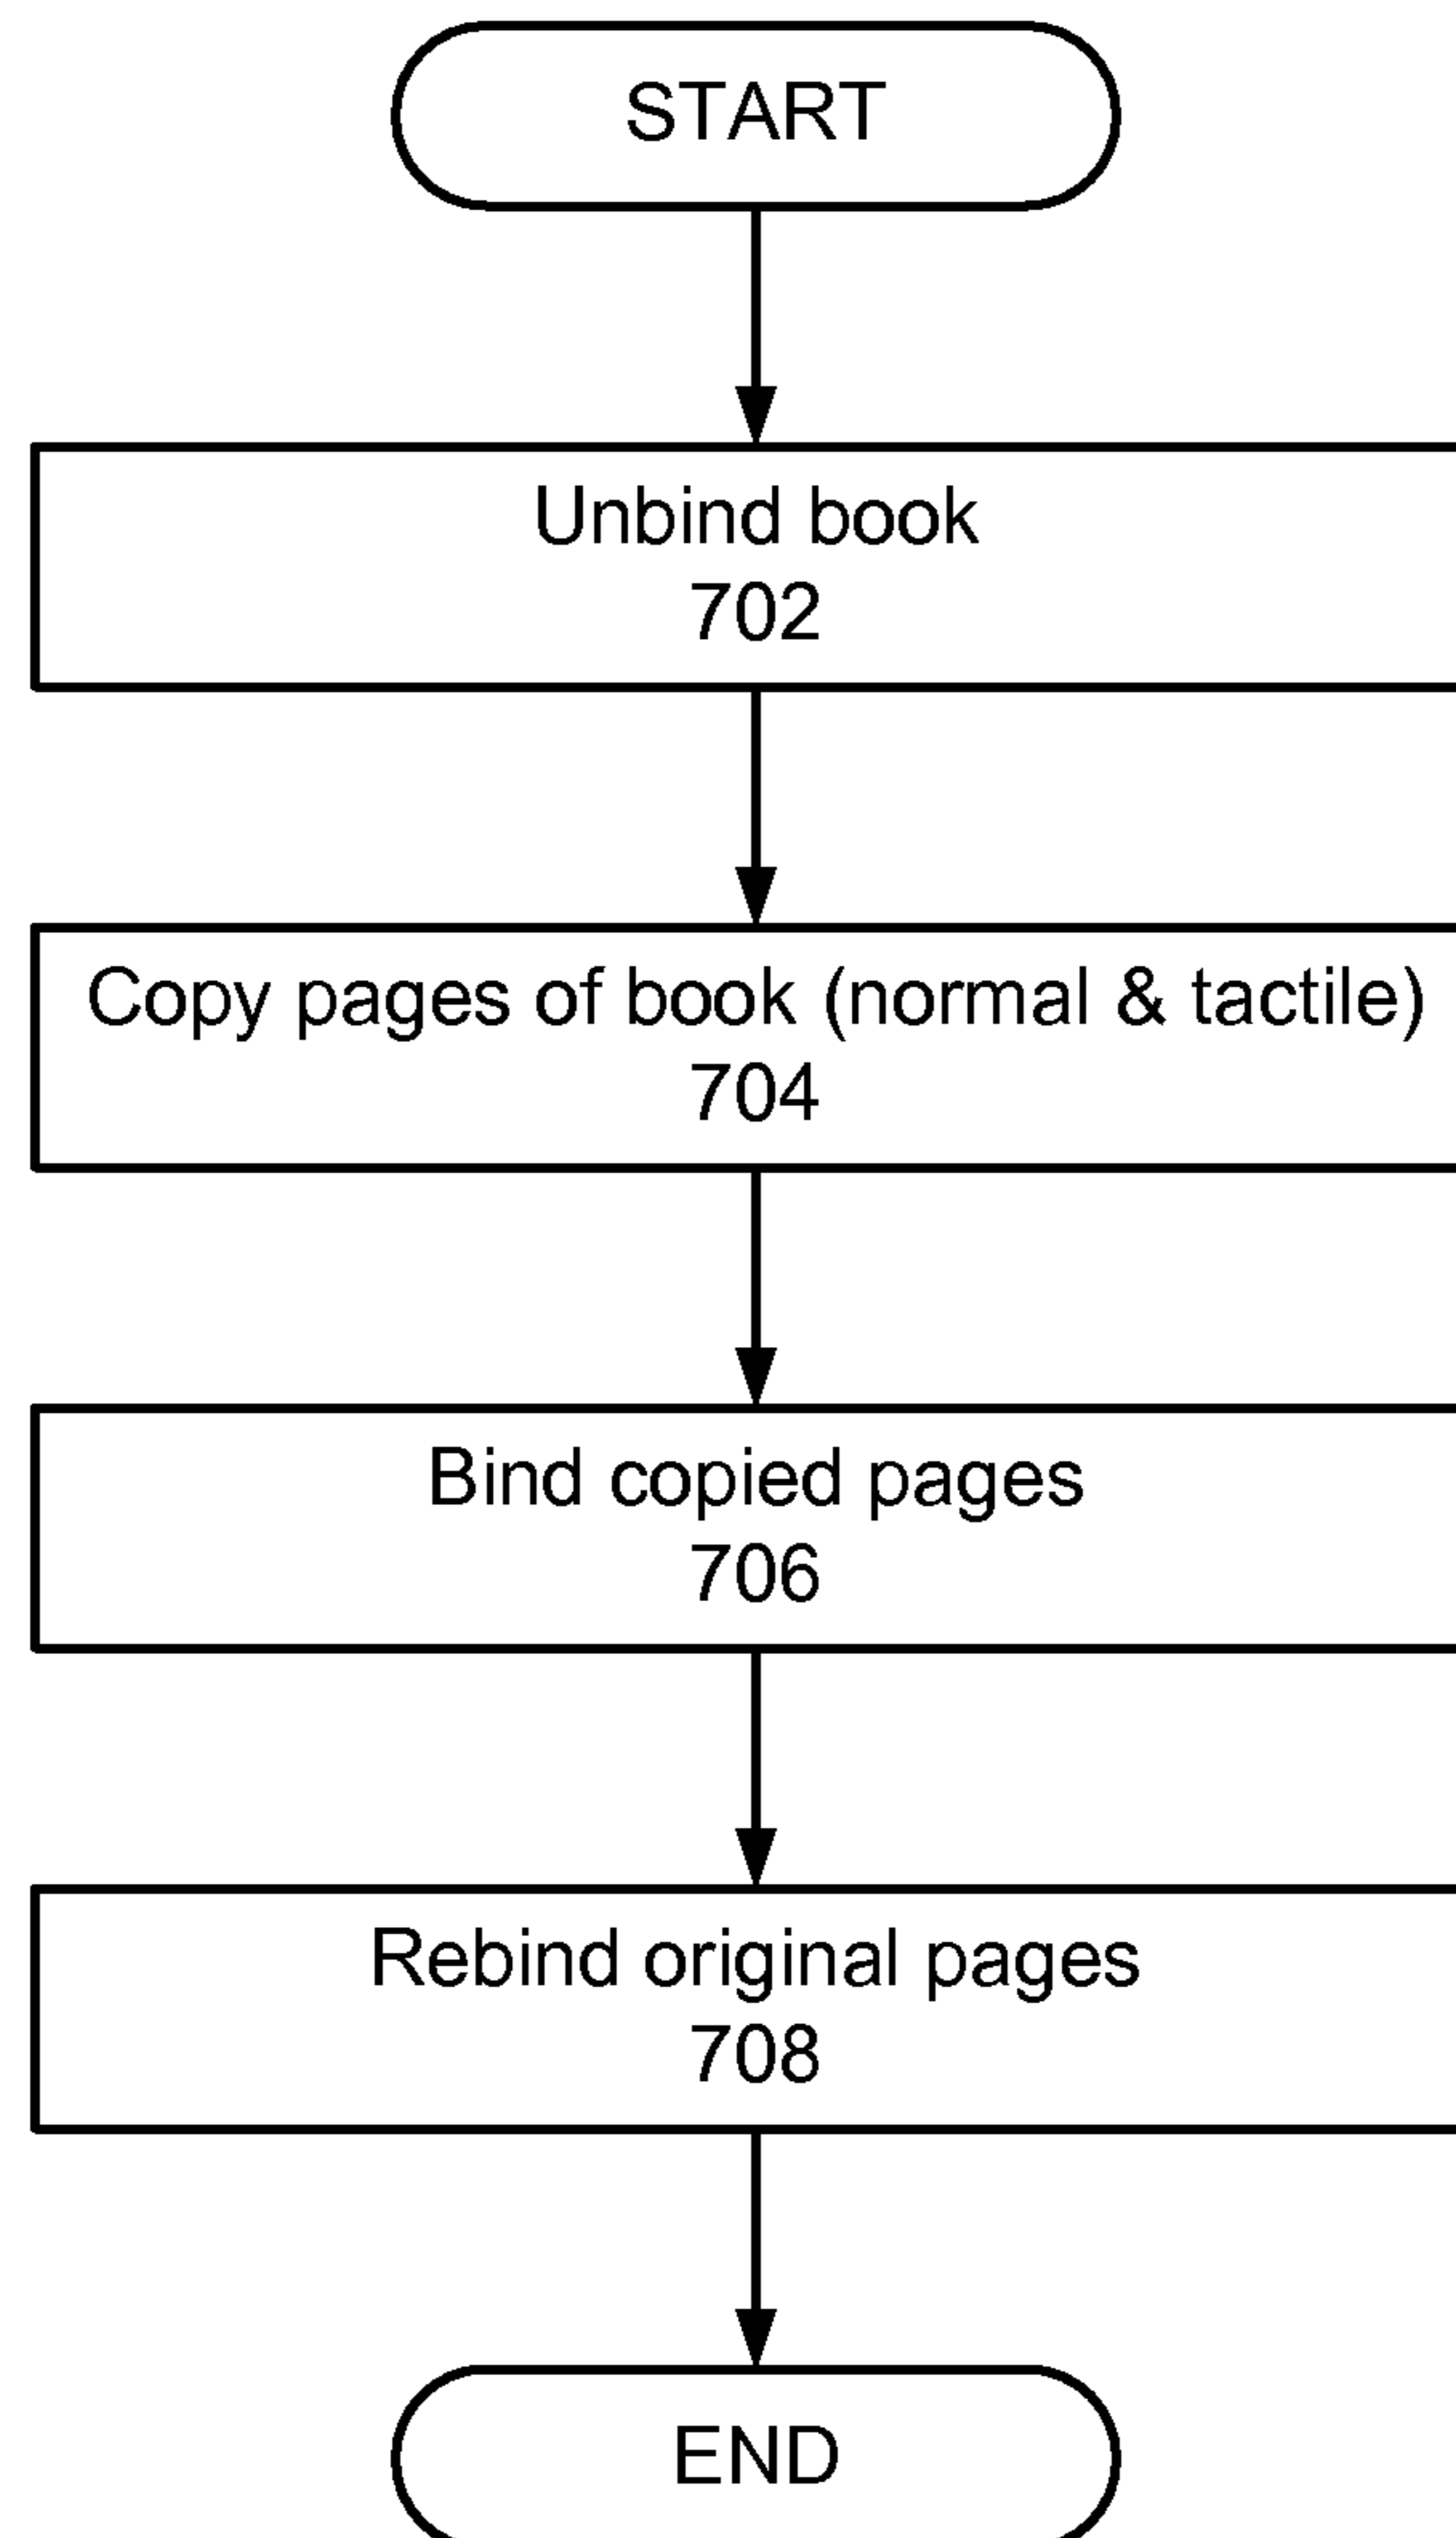 START
Unbind book
702
Copy pages of book (normal & tactile)
704
Bind copied pages
706
Rebind original pages
708
END